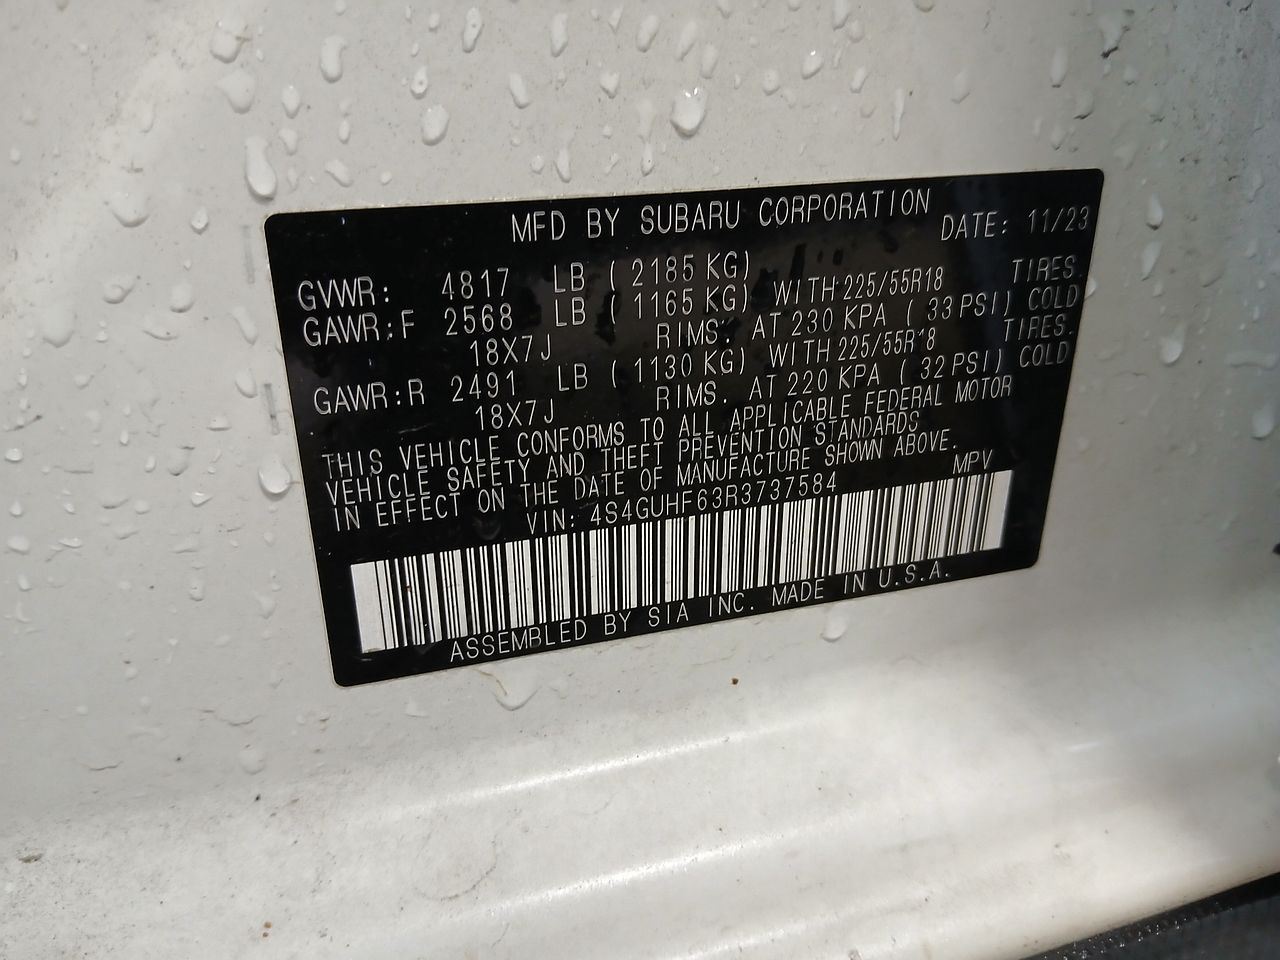 MFD BY SUBARU CORPORATION
DATE: 11/23
GVWR: 4817 LB ( 2185 KG)
GAWR:F 2568 LB ( 1165 KG) WITH 225/55R18 TIRES.
18X7J RIMS. AT 230 KPA ( 33 PSI) COLD
GAWR:R 2491 LB ( 1130 KG) WITH 225/55R18 TIRES.
18X7J RIMS. AT 220 KPA ( 32 PSI) COLD
THIS VEHICLE CONFORMS TO ALL APPLICABLE FEDERAL MOTOR
VEHICLE SAFETY AND THEFT PREVENTION STANDARDS
IN EFFECT ON THE DATE OF MANUFACTURE SHOWN ABOVE.
VIN: 4S4GUHF63R3737584 MPV
ASSEMBLED BY SIA INC. MADE IN U.S.A.